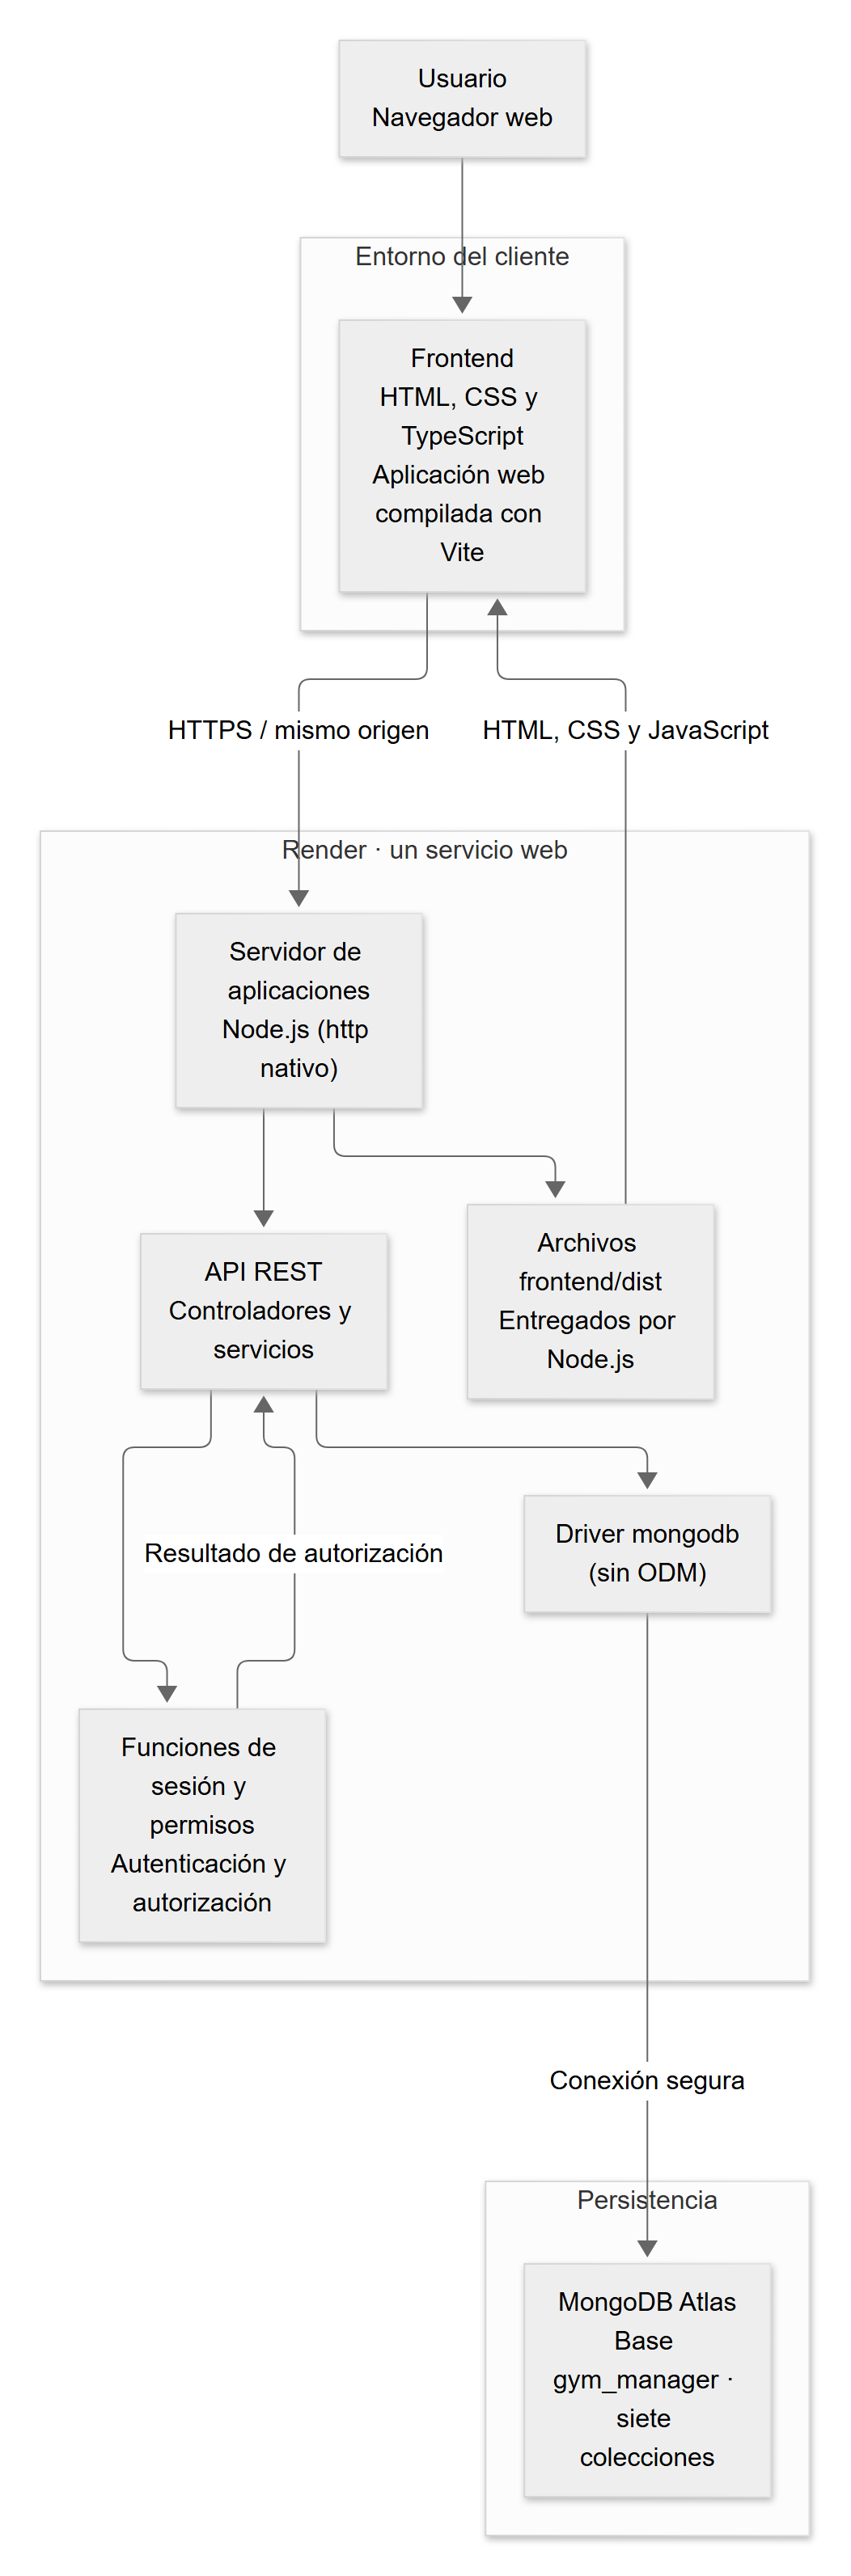 Usuario
Navegador web
Entorno del cliente
Frontend
HTML, CSS y
TypeScript
Aplicación web
compilada con
Vite
HTTPS / mismo origen
HTML, CSS y JavaScript
Render · un servicio web
Servidor de
aplicaciones
Node.js (http
nativo)
API REST
Controladores y
servicios
Archivos
frontend/dist
Entregados por
Node.js
Resultado de autorización
Driver mongodb
(sin ODM)
Funciones de
sesión y
permisos
Autenticación y
autorización
Conexión segura
Persistencia
MongoDB Atlas
Base
gym_manager ·
siete
colecciones